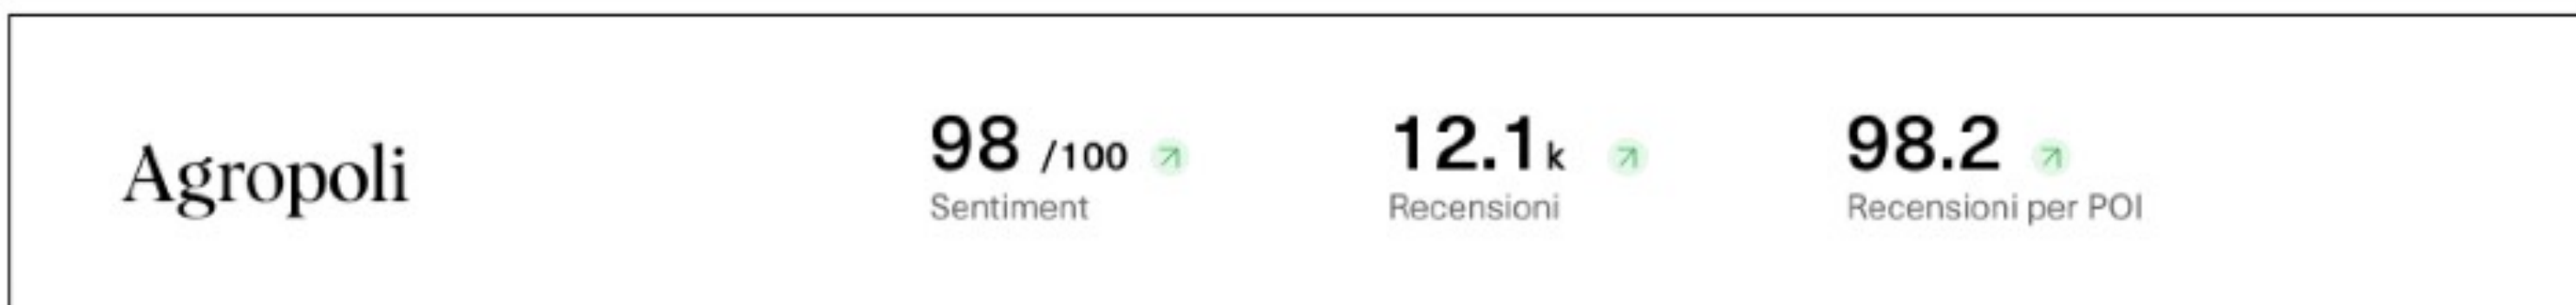 Agropoli
98 /100
Sentiment
12.1k
Recensioni
98.2
Recensioni per POI